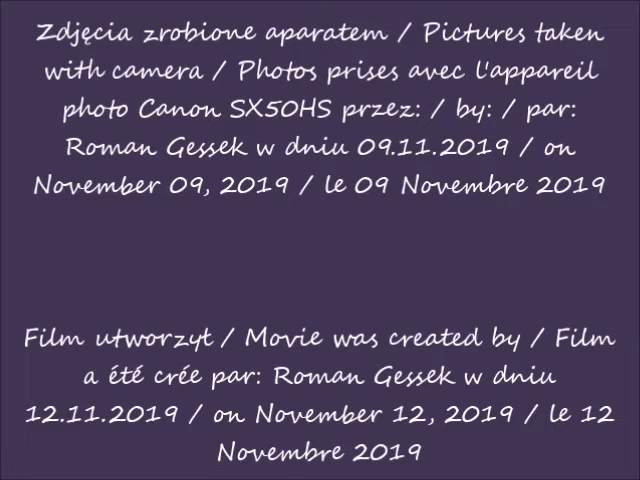 Zdjęcia zrobione aparatem / Pictures taken
with camera / Photos prises avec l'appareil
photo Canon SX50HS przez: / by: / par:
Roman Gessek w dniu 09.11.2019 / on
November 09, 2019 / le 09 Novembre 2019
Film utworzył / Movie was created by / Film
a été crée par: Roman Gessek w dniu
12.11.2019 / on November 12, 2019 / le 12
Novembre 2019